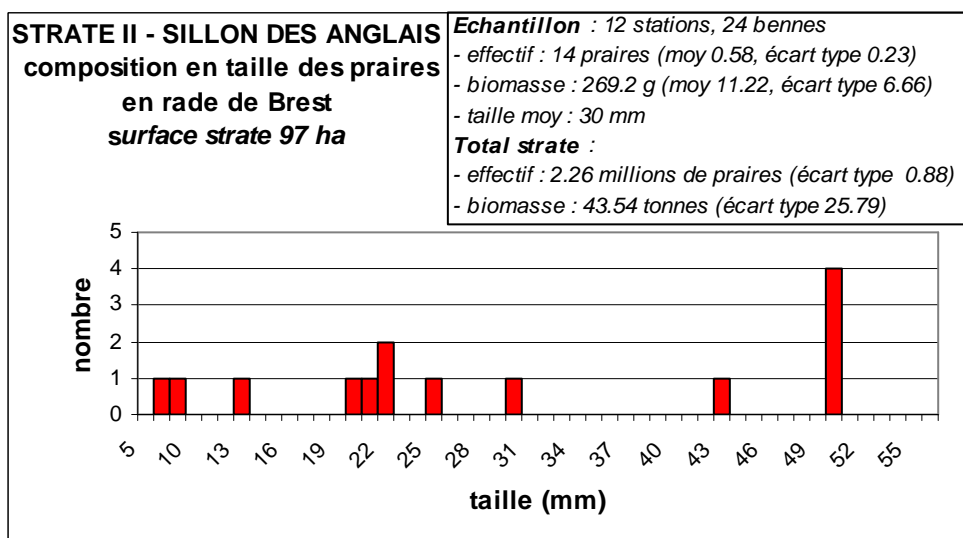 STRATE II - SILLON DES ANGLAIS
composition en taille des praires
en rade de Brest
surface strate 97 ha
Echantillon : 12 stations, 24 bennes
- effectif : 14 praires (moy 0.58, écart type 0.23)
- biomasse : 269.2 g (moy 11.22, écart type 6.66)
- taille moy : 30 mm
Total strate :
- effectif : 2.26 millions de praires (écart type 0.88)
- biomasse : 43.54 tonnes (écart type 25.79)
nombre
5
4
3
2
1
0
5 10 13 16 19 22 25 28 31 34 37 40 43 46 49 52 55
taille (mm)